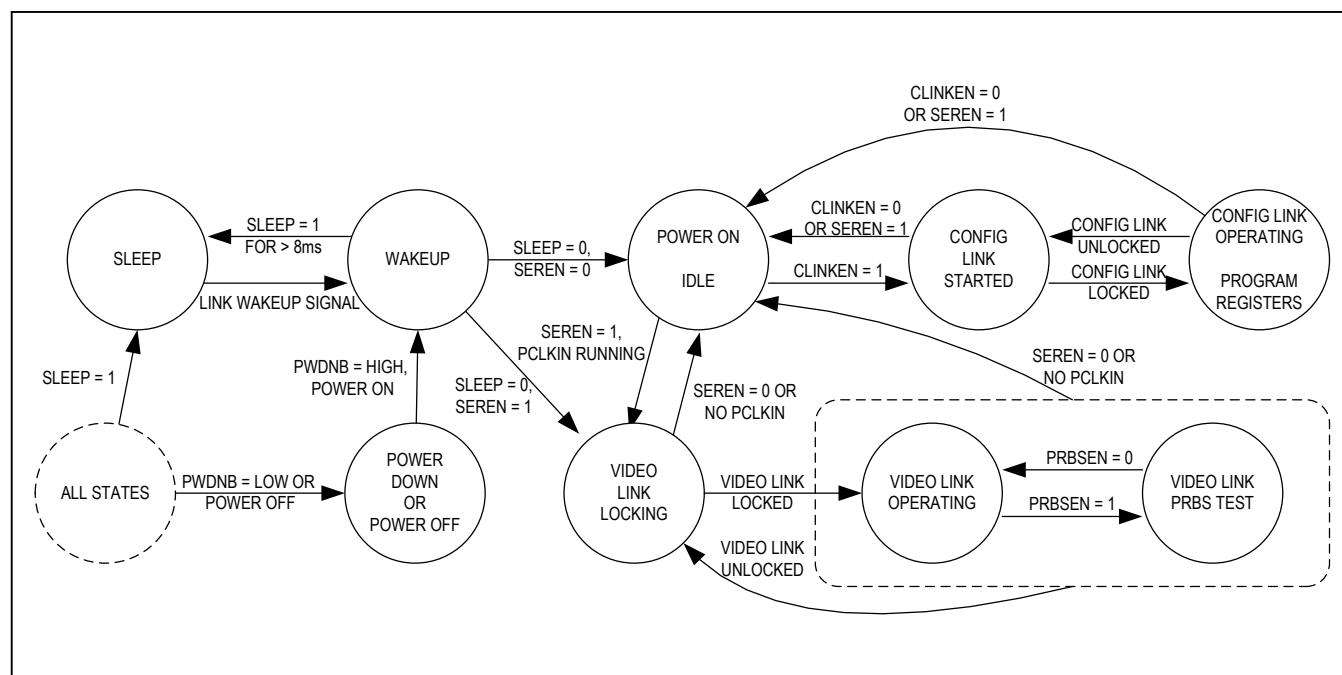 CLINKEN = 0
OR SEREN = 1
SLEEP = 1
FOR > 8ms
SLEEP
LINK WAKEUP SIGNAL
WAKEUP
SLEEP = 0,
SEREN = 0
POWER ON
IDLE
CLINKEN = 0
OR SEREN = 1
CLINKEN = 1
CONFIG
LINK
STARTED
CONFIG LINK
UNLOCKED
CONFIG LINK
LOCKED
CONFIG LINK
OPERATING
PROGRAM
REGISTERS
SLEEP = 1
PWDNB = HIGH,
POWER ON
SLEEP = 0,
SEREN = 1
SEREN = 1,
PCLKIN RUNNING
SEREN = 0 OR
NO PCLKIN
SEREN = 0 OR
NO PCLKIN
ALL STATES
PWDNB = LOW OR
POWER OFF
POWER
DOWN
OR
POWER OFF
VIDEO
LINK
LOCKING
VIDEO LINK
LOCKED
VIDEO LINK
OPERATING
PRBSEN = 0
PRBSEN = 1
VIDEO LINK
PRBS TEST
VIDEO LINK
UNLOCKED